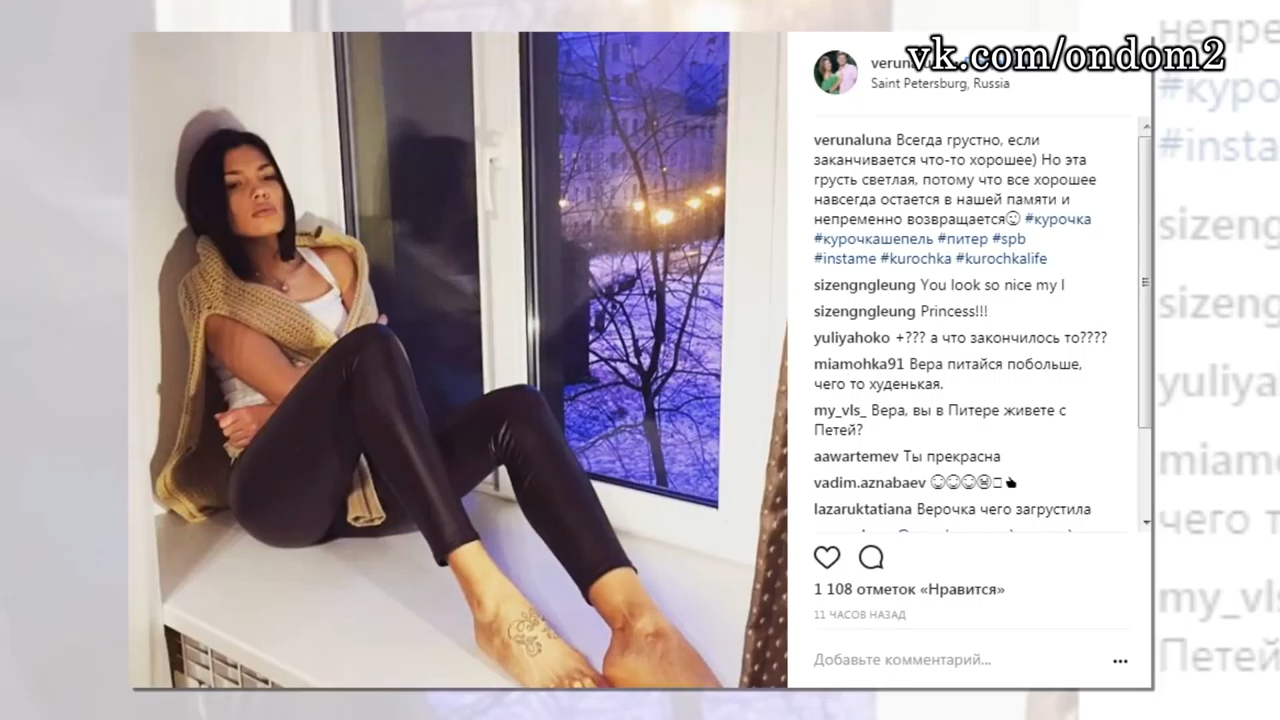 vk.com/ondom2
veruna
Saint Petersburg, Russia
verunaluna Всегда грустно, если
заканчивается что-то хорошее) Но эта
грусть светлая, потому что все хорошее
навсегда остается в нашей памяти и
непременно возвращается☺ #курочка
#курочкашепель #питер #spb
#instame #kurochka #kurochkalife
sizengngleung You look so nice my l
sizengngleung Princess!!!
yuliyahoko +??? а что закончилось то????
miamohka91 Вера питайся побольше,
чего то худенькая.
my_vls_ Вера, вы в Питере живете с
Петей?
aawartemev Ты прекрасна
vadim.aznabaev
lazaruktatiana Верочка чего загрустила
1 108 отметок «Нравится»
11 ЧАСОВ НАЗАД
Добавьте комментарий...
непре
#куро
#insta
sizeng
sizeng
yuliya
miamo
чего т
my_vls
Петей